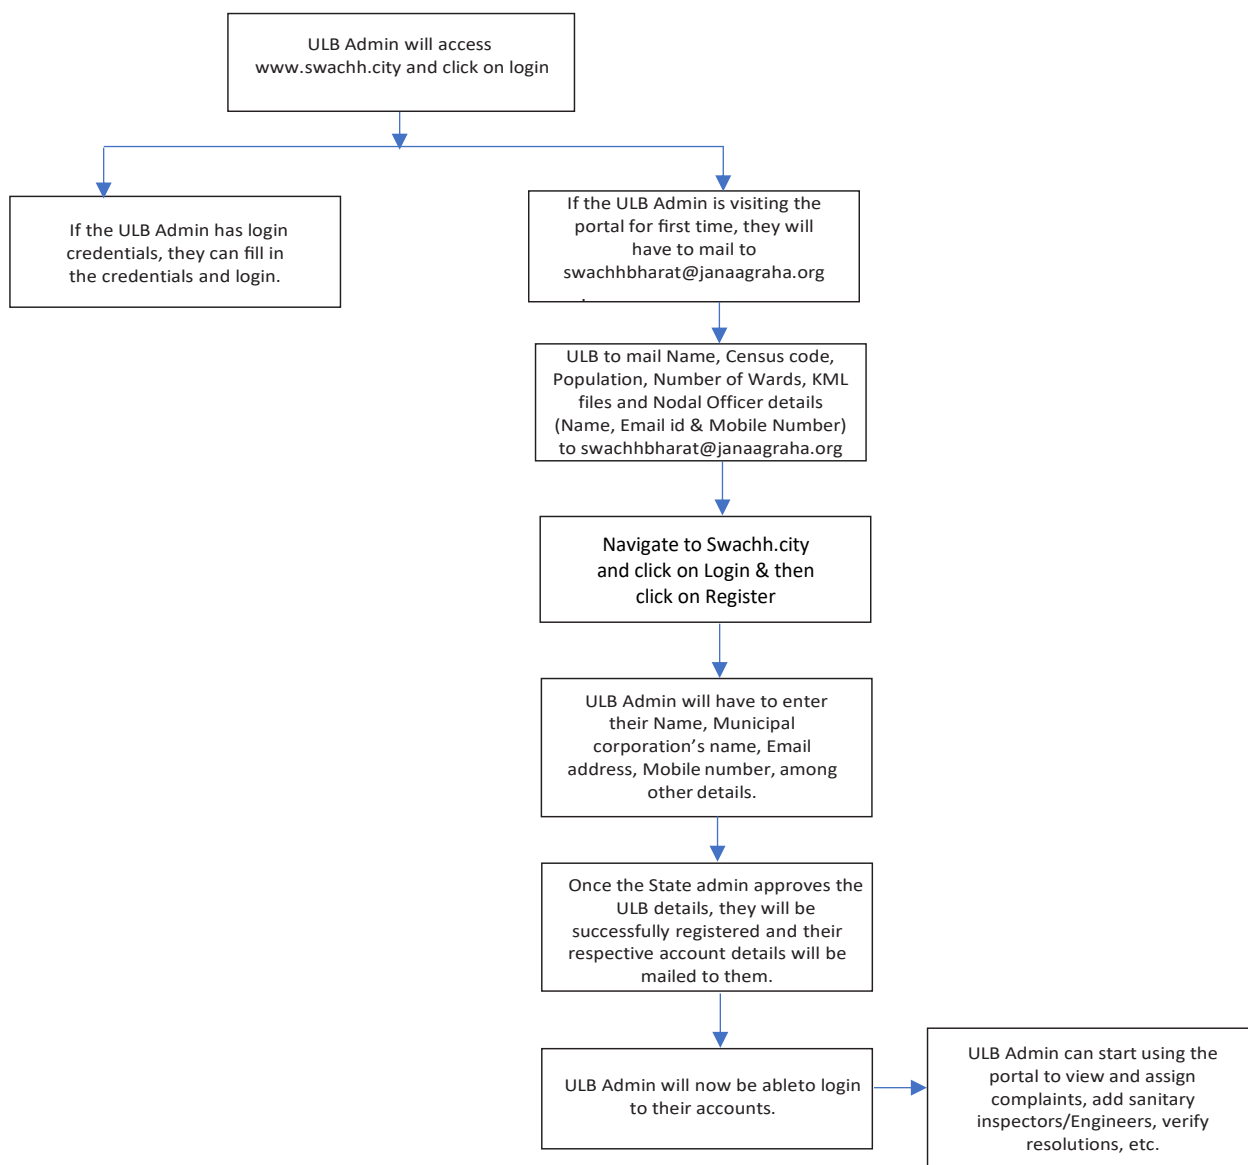 ULB Admin will access
www.swachh.city and click on login
If the ULB Admin has login
credentials, they can fill in
the credentials and login.
If the ULB Admin is visiting the
portal for first time, they will
have to mail to
swachhbharat@janaagraha.org
.
ULB to mail Name, Census code,
Population, Number of Wards, KML
files and Nodal Officer details
(Name, Email id & Mobile Number)
to swachhbharat@janaagraha.org
Navigate to Swachh.city
and click on Login & then
click on Register
ULB Admin will have to enter
their Name, Municipal
corporation’s name, Email
address, Mobile number, among
other details.
Once the State admin approves the
ULB details, they will be
successfully registered and their
respective account details will be
mailed to them.
ULB Admin will now be ableto login
to their accounts.
ULB Admin can start using the
portal to view and assign
complaints, add sanitary
inspectors/Engineers, verify
resolutions, etc.